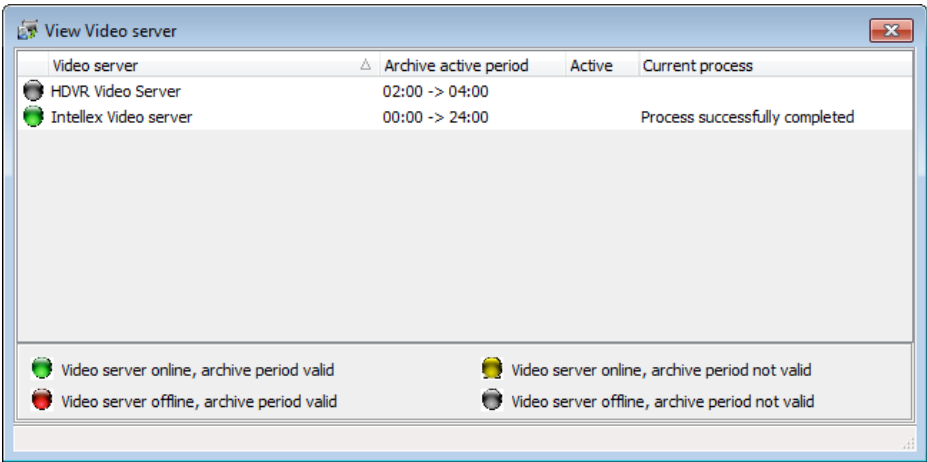 View Video server
Video server Archive active period Active Current process
HDVR Video Server 02:00 -> 04:00
Intellex Video server 00:00 -> 24:00 Process successfully completed
Video server online, archive period valid Video server online, archive period not valid
Video server offline, archive period valid Video server offline, archive period not valid